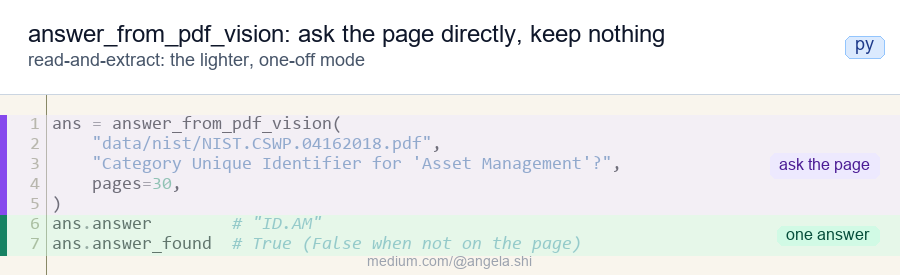 answer_from_pdf_vision: ask the page directly, keep nothing
read-and-extract: the lighter, one-off mode
py
1 ans = answer_from_pdf_vision(
2     "data/nist/NIST.CSWP.04162018.pdf",
3     "Category Unique Identifier for 'Asset Management'?",
4     pages=30,
5 )
6 ans.answer        # "ID.AM"
7 ans.answer_found  # True (False when not on the page)
ask the page
one answer
medium.com/@angela.shi